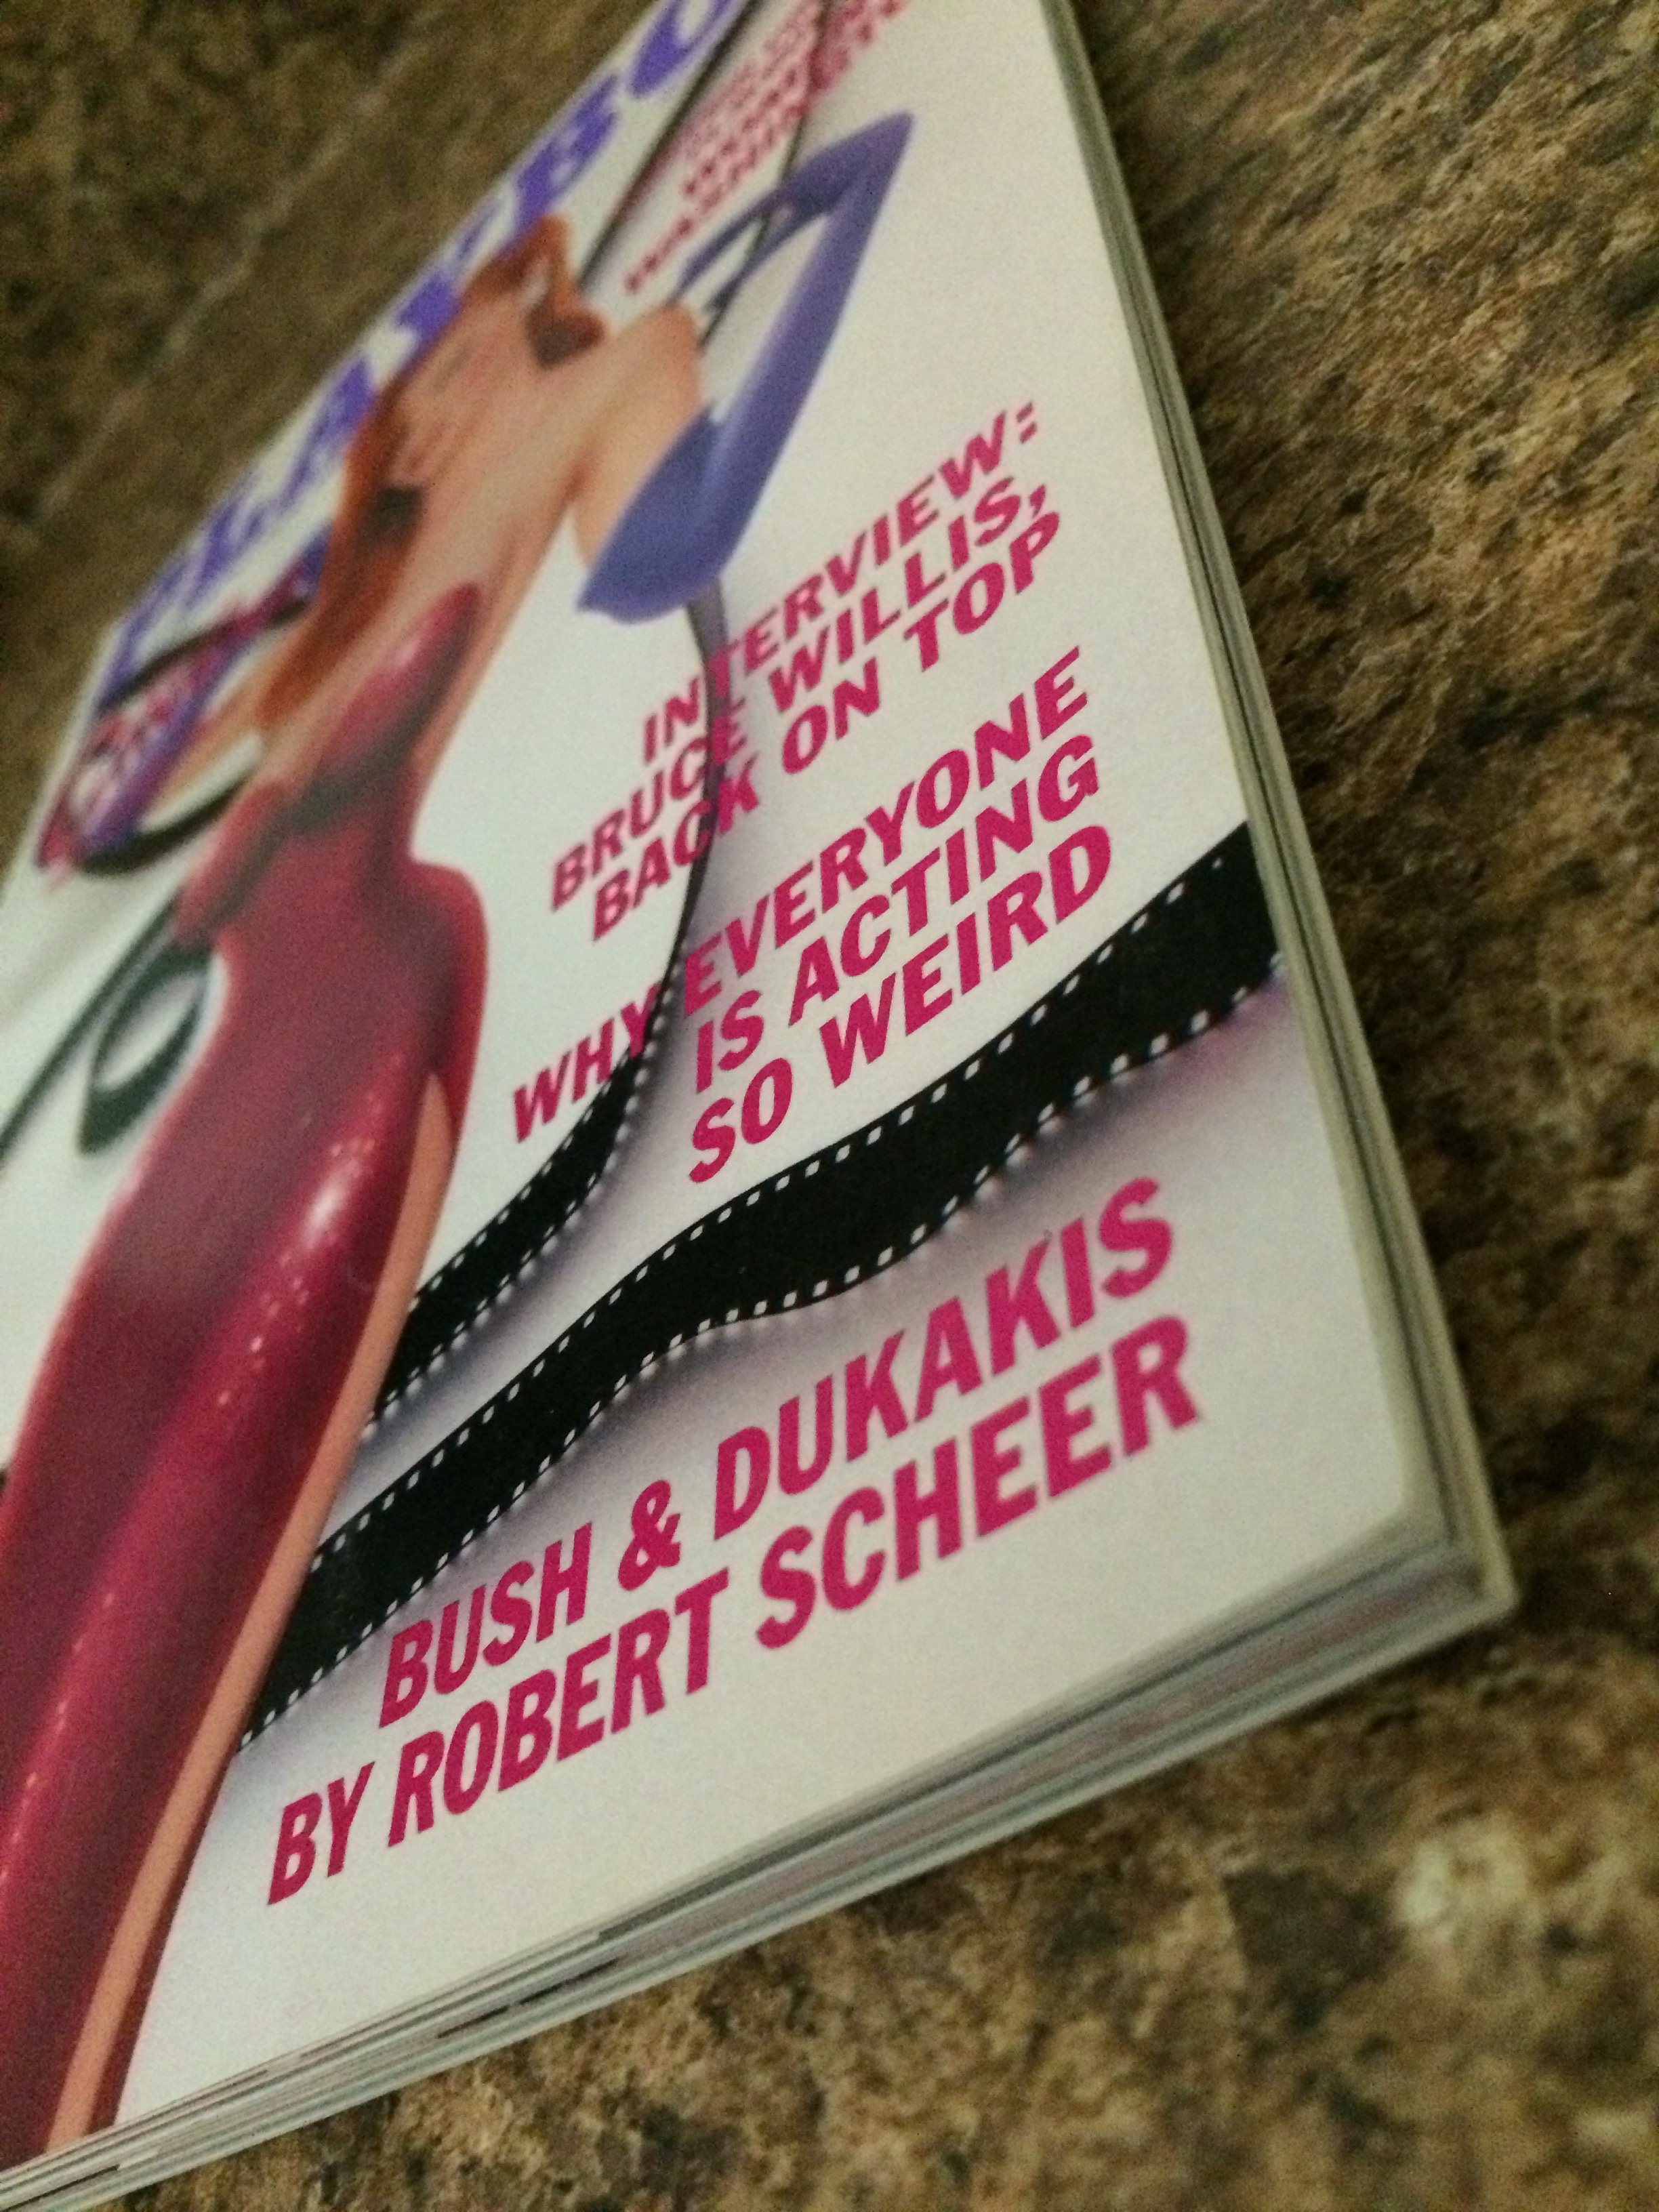 INTERVIEW:
BRUCE WILLIS,
BACK ON TOP
WHY EVERYONE
IS ACTING
SO WEIRD
BUSH & DUKAKIS
BY ROBERT SCHEER